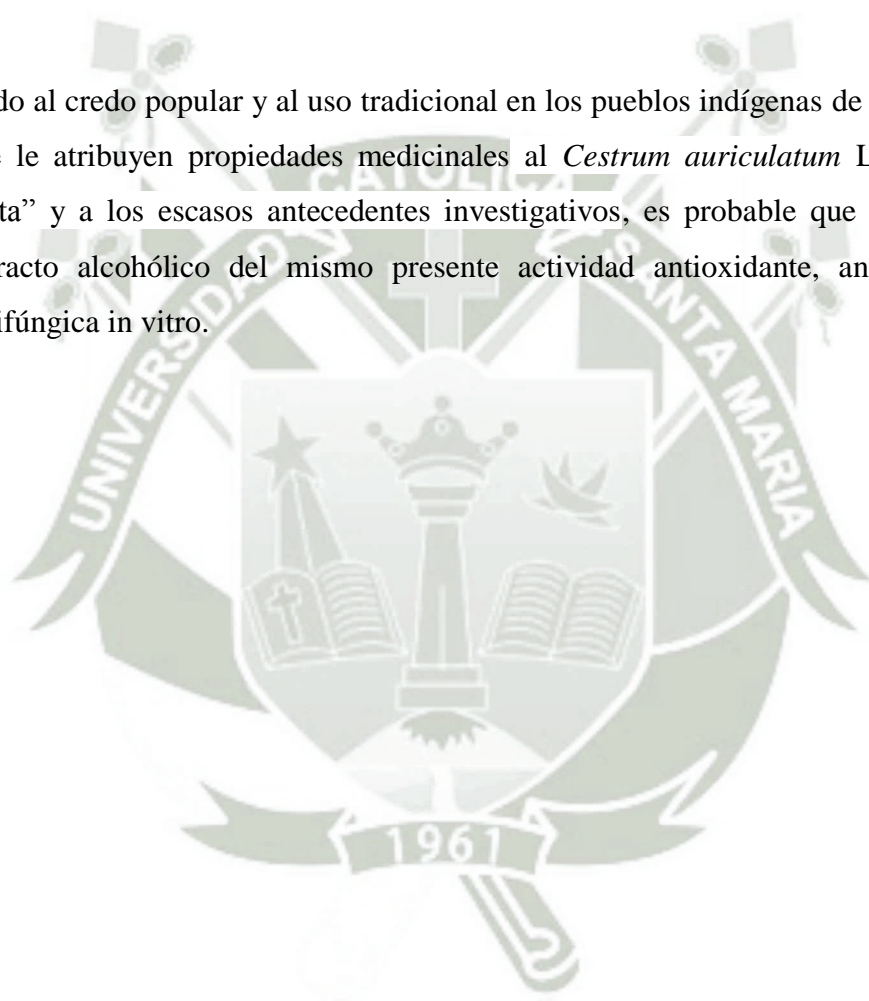 do al credo popular y al uso tradicional en los pueblos indígenas de
le atribuyen propiedades medicinales al Cestrum auriculatum L
ta” y a los escasos antecedentes investigativos, es probable que
racto alcohólico del mismo presente actividad antioxidante, an
ifúngica in vitro.
UNIVERSIDAD CATOLICA SANTA MARIA
1961